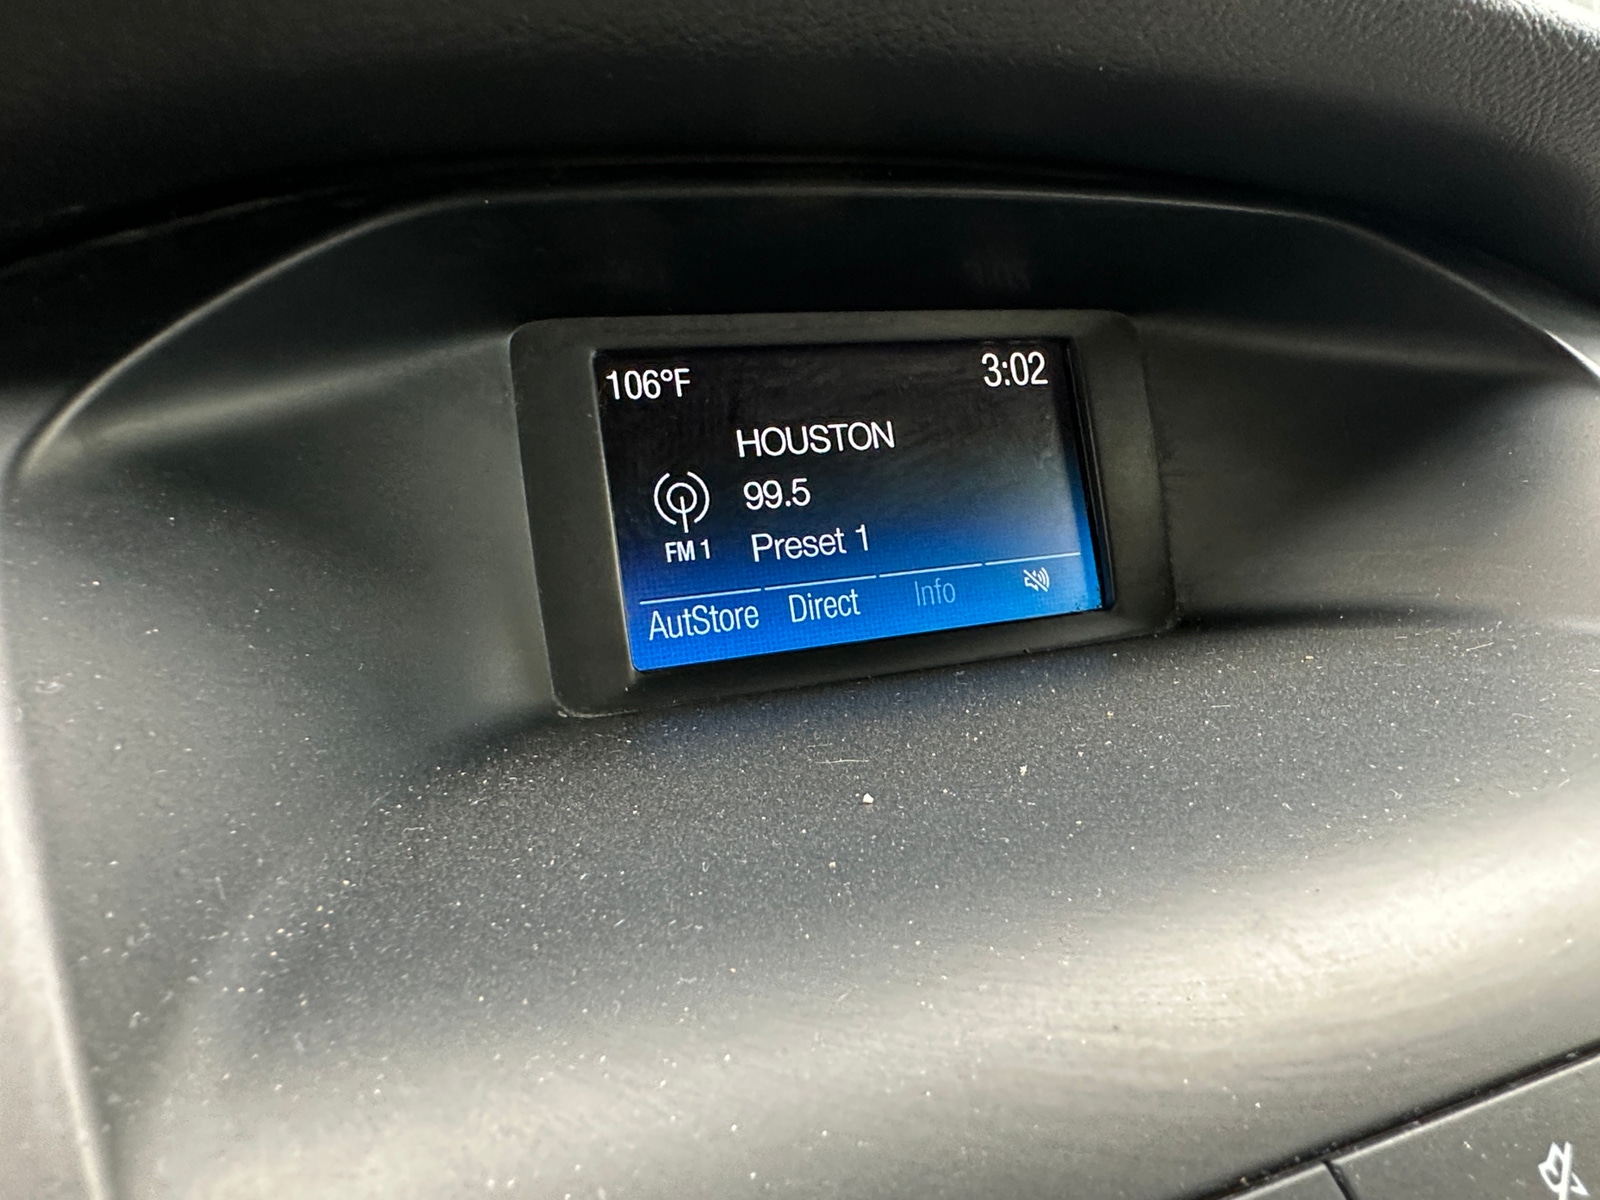 106°F 3:02
HOUSTON
99.5
FM 1 Preset 1
AutStore Direct Info